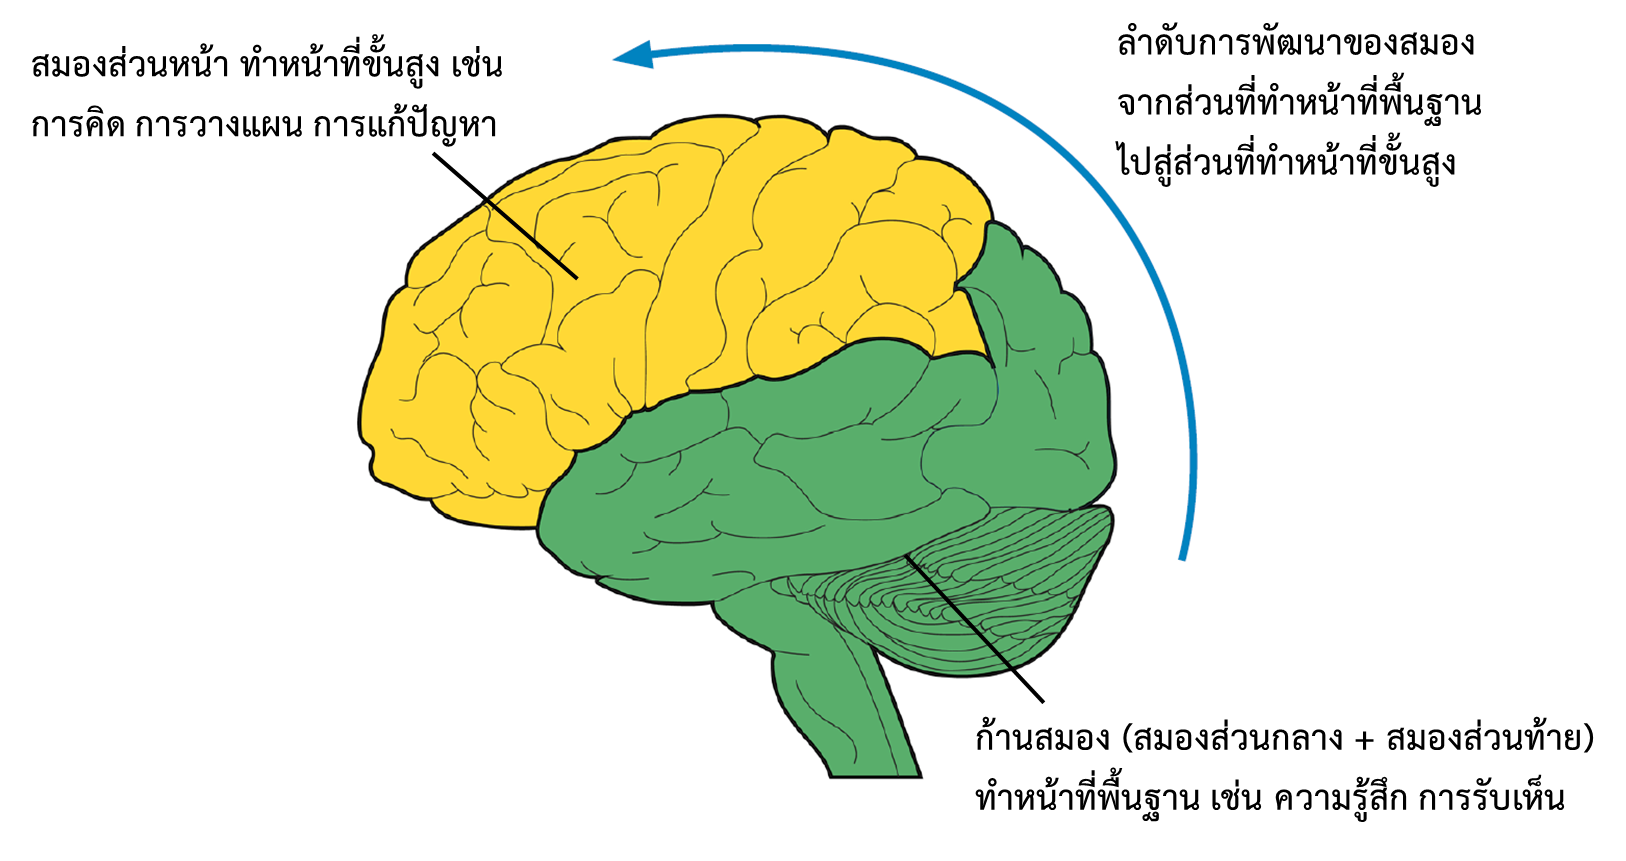 สมองส่วนหน้า ทำหน้าที่ขั้นสูง เช่น
การคิด การวางแผน การแก้ปัญหา
ลำดับการพัฒนาของสมอง
จากส่วนที่ทำหน้าที่พื้นฐาน
ไปสู่ส่วนที่ทำหน้าที่ขั้นสูง
ก้านสมอง (สมองส่วนกลาง + สมองส่วนท้าย)
ทำหน้าที่พื้นฐาน เช่น ความรู้สึก การรับเห็น